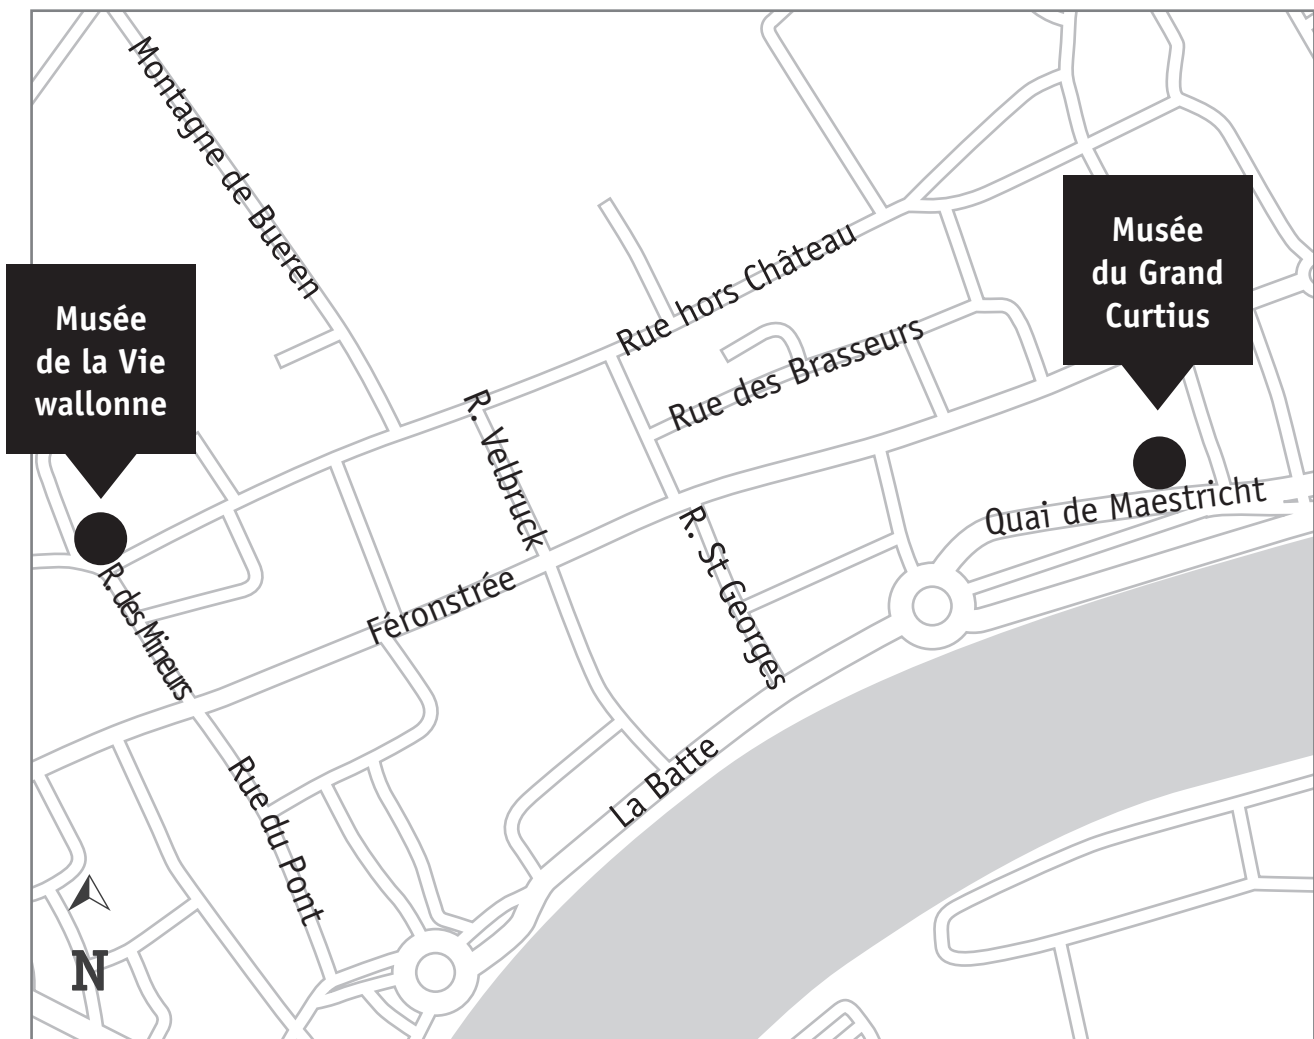 Montagne de Bueren
Musée
du Grand
Curtius
Rue hors Château
Musée
de la Vie
wallonne
Rue des Brasseurs
R. Velbruck
Quai de Maestricht
R. St Georges
Féronstrée
R. des Mineurs
La Batte
Rue du Pont
N